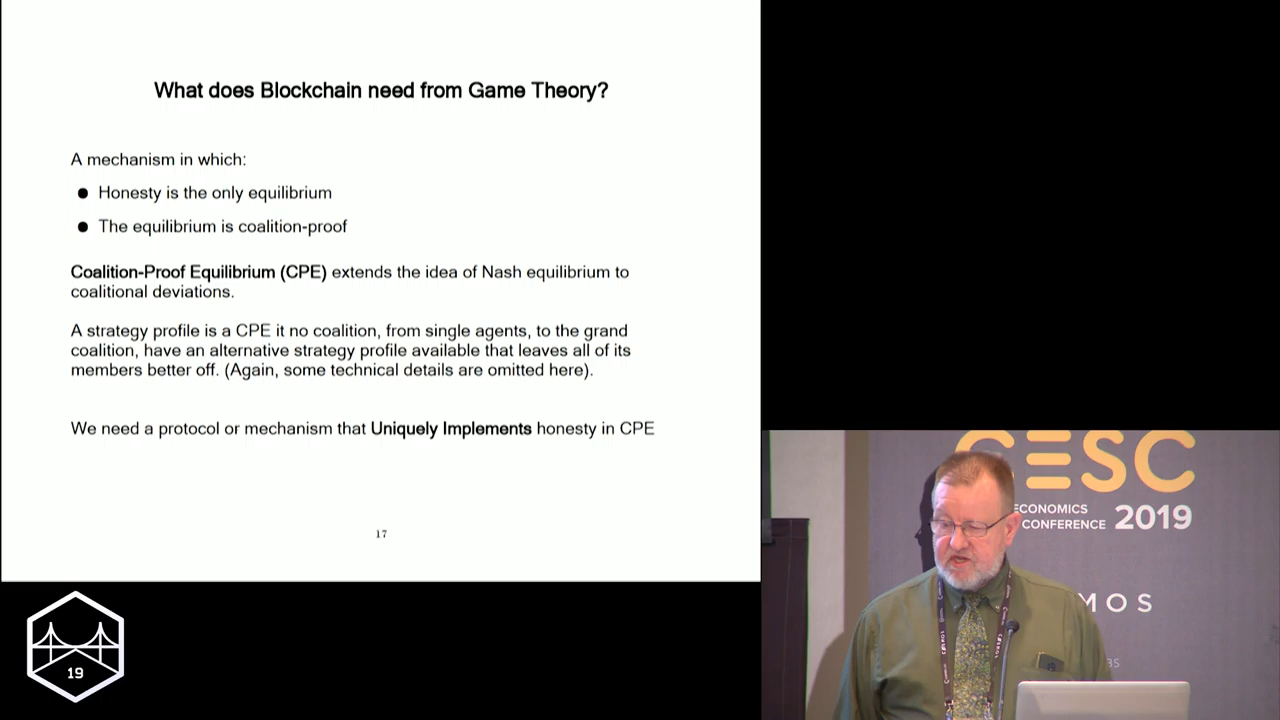 What does Blockchain need from Game Theory?
A mechanism in which:
● Honesty is the only equilibrium
● The equilibrium is coalition-proof
Coalition-Proof Equilibrium (CPE) extends the idea of Nash equilibrium to
coalitional deviations.
A strategy profile is a CPE it no coalition, from single agents, to the grand
coalition, have an alternative strategy profile available that leaves all of its
members better off. (Again, some technical details are omitted here).
We need a protocol or mechanism that Uniquely Implements honesty in CPE
17
CESC
ECONOMICS
CONFERENCE 2019
MOS
19